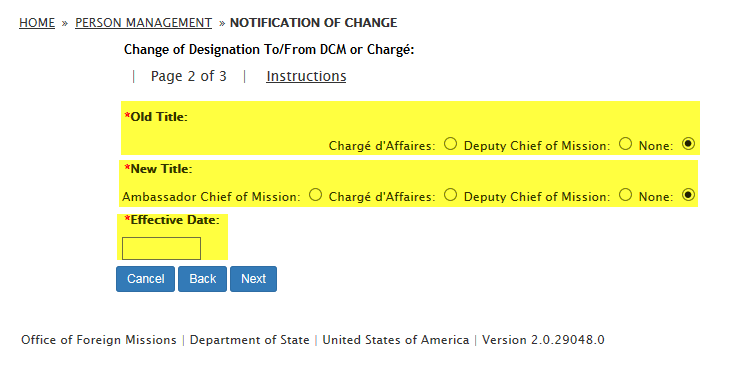 HOME » PERSON MANAGEMENT » NOTIFICATION OF CHANGE
Change of Designation To/From DCM or Chargé:
| Page 2 of 3 | Instructions
*Old Title:
Chargé d'Affaires: Deputy Chief of Mission: None:
*New Title:
Ambassador Chief of Mission: Chargé d'Affaires: Deputy Chief of Mission: None:
*Effective Date:
Cancel Back Next
Office of Foreign Missions | Department of State | United States of America | Version 2.0.29048.0